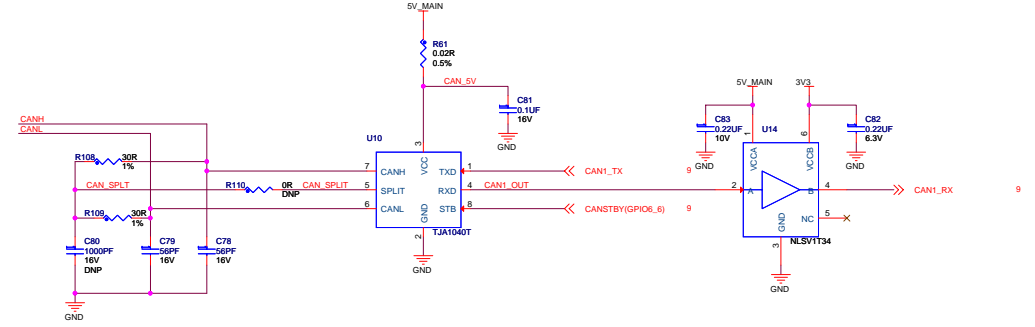 5V_MAIN
R61
0.02R
0.5%
CAN_5V
C81
0.1UF
16V
GND
CANH
CANL
U10
3
VCC
7
CANH
TXD
1
CAN1_TX
9
5
SPLIT
RXD
4
CAN1_OUT
6
CANL
STB
8
CANSTBY(GPIO6_6)
9
GND
2
TJA1040T
GND
R108
30R
1%
CAN_SPLT
R110
0R
DNP
CAN_SPLIT
R109
30R
1%
C80
1000PF
16V
DNP
C79
56PF
16V
C78
56PF
16V
GND
5V_MAIN
3V3
C83
0.22UF
10V
GND
U14
1
6
C82
0.22UF
6.3V
GND
VCCA
VCCB
2
A
B
4
CAN1_RX
9
GND
NC
5
3
NLSV1T34
GND